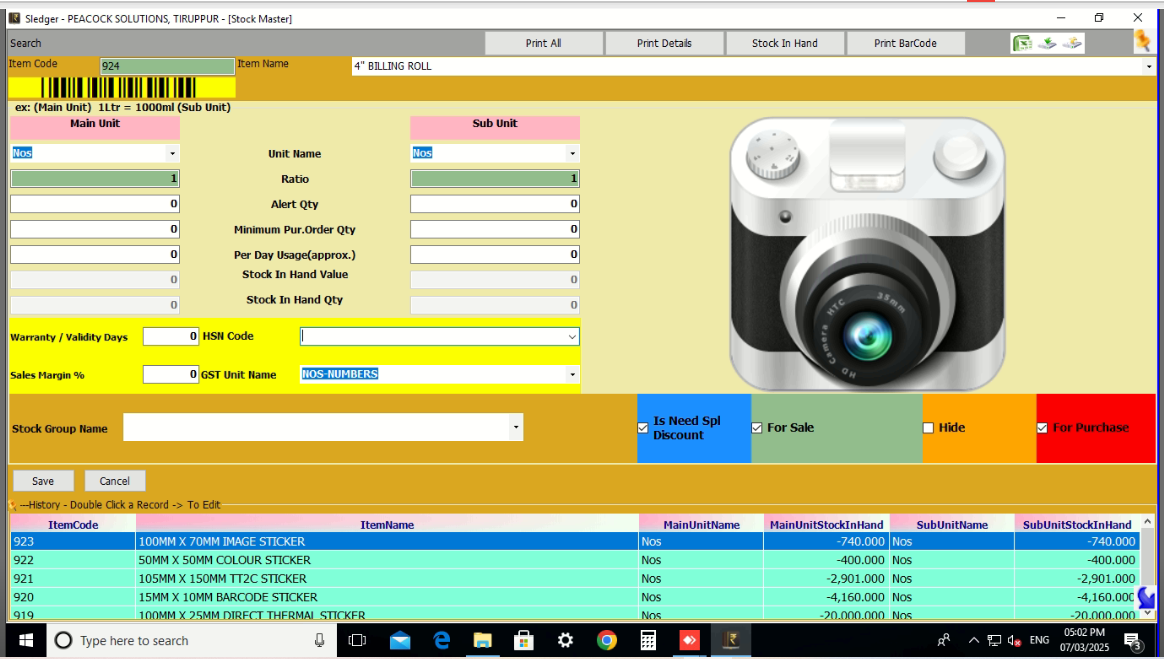 Sledger - PEACOCK SOLUTIONS, TIRUPPUR - [Stock Master]
Search Print All Print Details Stock In Hand Print BarCode
Item Code 924 Item Name 4" BILLING ROLL
ex: (Main Unit) 1Ltr = 1000ml (Sub Unit)
Main Unit Sub Unit
Nos Unit Name Nos
1 Ratio 1
0 Alert Qty 0
0 Minimum Pur.Order Qty 0
0 Per Day Usage(approx.) 0
0 Stock In Hand Value 0
0 Stock In Hand Qty 0
35mm
HD Camera HTC
Warranty / Validity Days 0 HSN Code
Sales Margin % 0 GST Unit Name NOS-NUMBERS
Stock Group Name Is Need Spl Discount For Sale Hide For Purchase
Save Cancel
---History - Double Click a Record -> To Edit
ItemCode ItemName MainUnitName MainUnitStockInHand SubUnitName SubUnitStockInHand
923 100MM X 70MM IMAGE STICKER Nos -740.000 Nos -740.000
922 50MM X 50MM COLOUR STICKER Nos -400.000 Nos -400.000
921 105MM X 150MM TT2C STICKER Nos -2,901.000 Nos -2,901.000
920 15MM X 10MM BARCODE STICKER Nos -4,160.000 Nos -4,160.000
919 100MM X 25MM DIRECT THERMAL STICKER Nos -20,000.000 Nos -20,000.000
Type here to search ENG 05:02 PM
07/03/2025 3